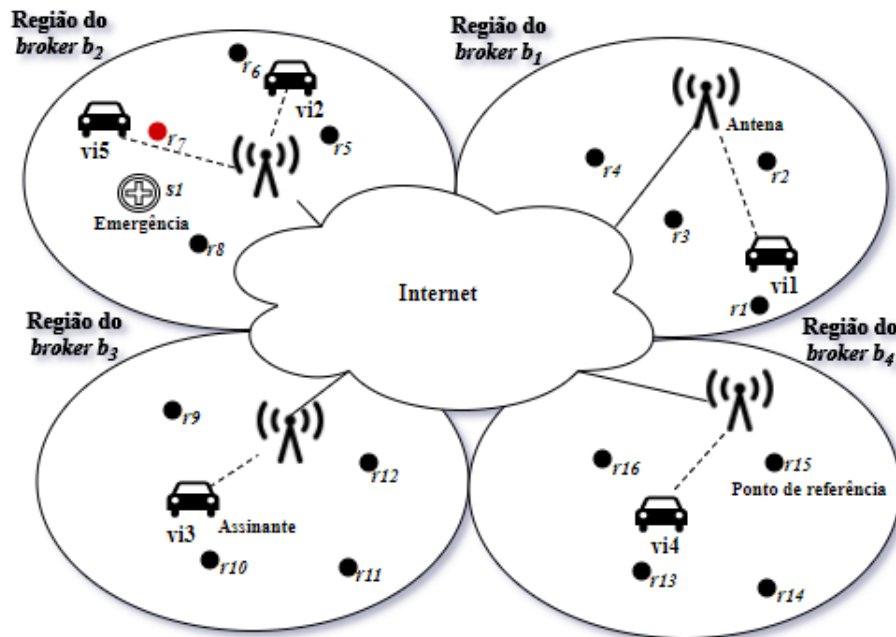 Região do
broker b2
r6
vi2
vi5
r7
r5
s1
Emergência
r8
Região do
broker b1
Antena
r4
r2
r3
vi1
r1
Internet
Região do
broker b3
r9
r12
vi3
Assinante
r10
r11
Região do
broker b4
r16
r15
Ponto de referência
vi4
r13
r14